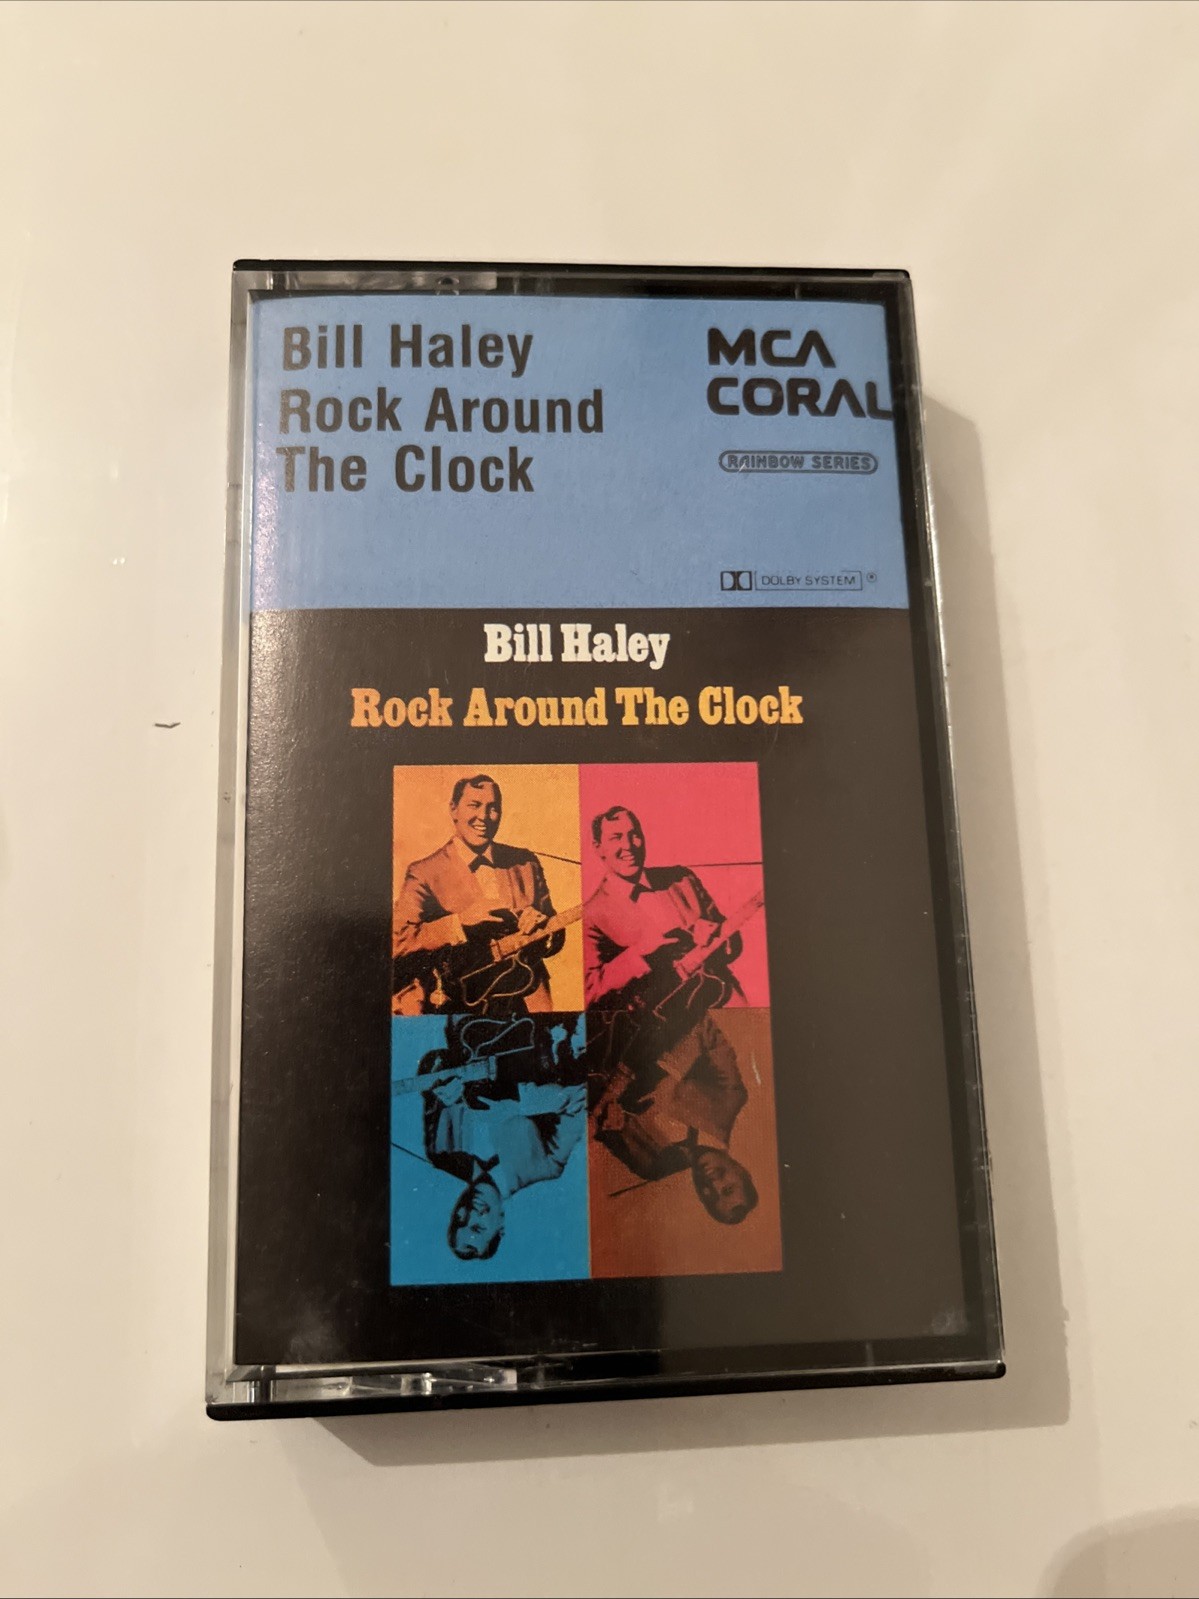 Bill Haley
Rock Around
The Clock
MCA
CORAL
RAINBOW SERIES
DOLBY SYSTEM ®
Bill Haley
Rock Around The Clock